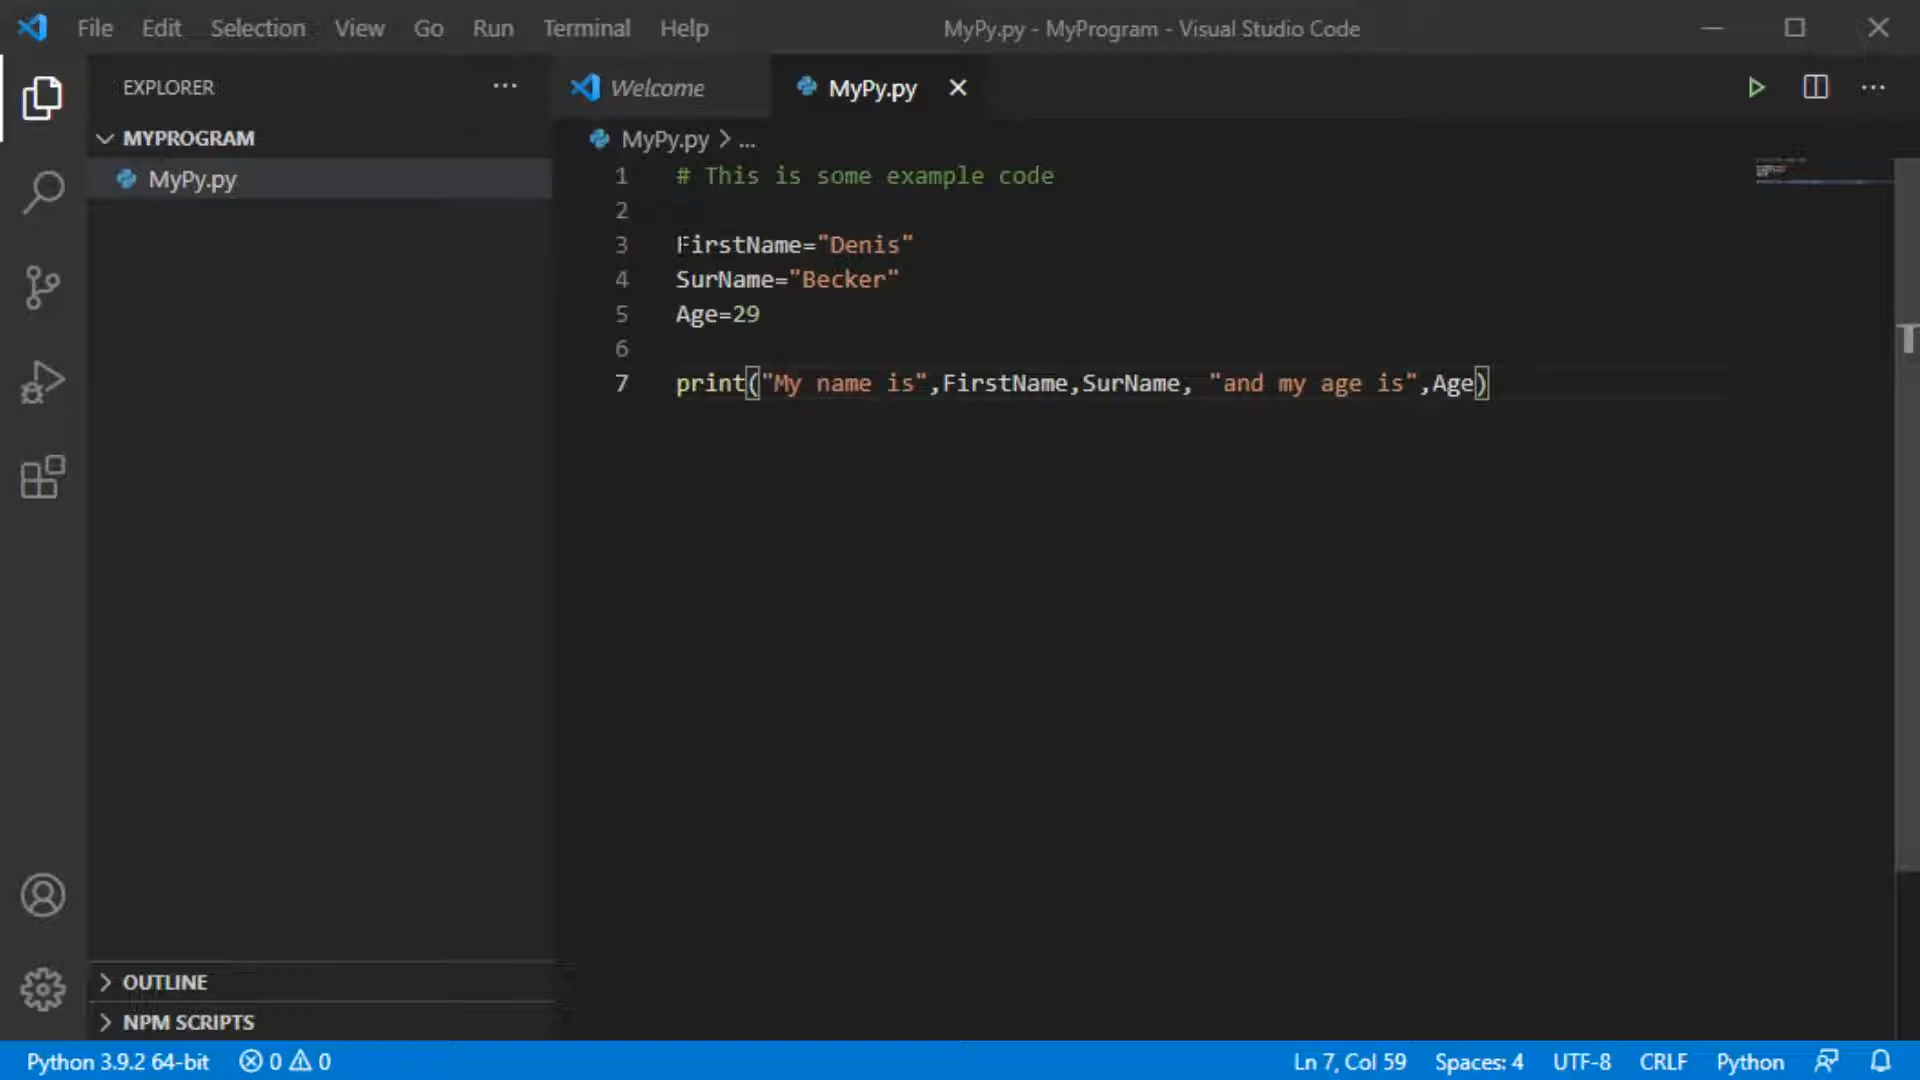 File Edit Selection View Go Run Terminal Help MyPy.py - MyProgram - Visual Studio Code
EXPLORER
Welcome MyPy.py
MYPROGRAM
MyPy.py
MyPy.py > ...
1 # This is some example code
2
3 FirstName="Denis"
4 SurName="Becker"
5 Age=29
6
7 print("My name is",FirstName,SurName, "and my age is",Age)
OUTLINE
NPM SCRIPTS
Python 3.9.2 64-bit 0 0 Ln 7, Col 59 Spaces: 4 UTF-8 CRLF Python